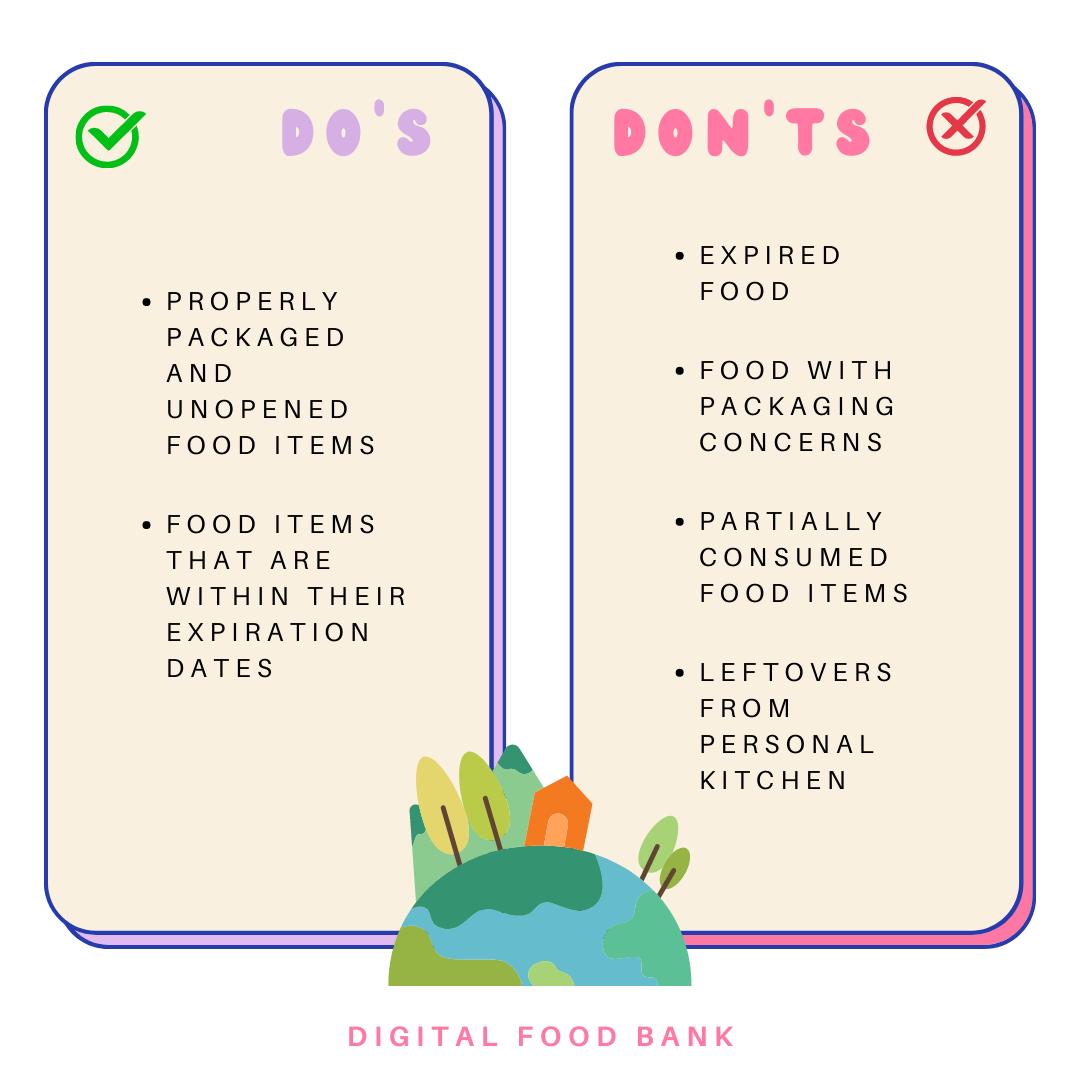 DO'S
• PROPERLY
PACKAGED
AND
UNOPENED
FOOD ITEMS
• FOOD ITEMS
THAT ARE
WITHIN THEIR
EXPIRATION
DATES
DON'TS
• EXPIRED
FOOD
• FOOD WITH
PACKAGING
CONCERNS
• PARTIALLY
CONSUMED
FOOD ITEMS
• LEFTOVERS
FROM
PERSONAL
KITCHEN
DIGITAL FOOD BANK